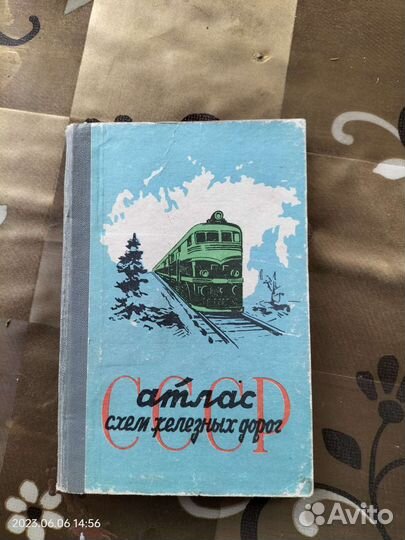 атлас
СССР
схем железных дорог
2023.06.06 14:56
Avito